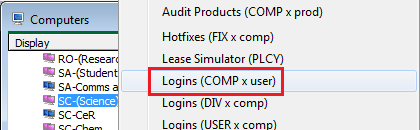 Computers
Display
RO-(Resear
SA-(Student
SA-Comms a
SC-(Science)
SC-CeR
SC-Chem
Audit Products (COMP x prod)
Hotfixes (FIX x comp)
Lease Simulator (PLCY)
Logins (COMP x user)
Logins (DIV x comp)
Logins (USER x comp)